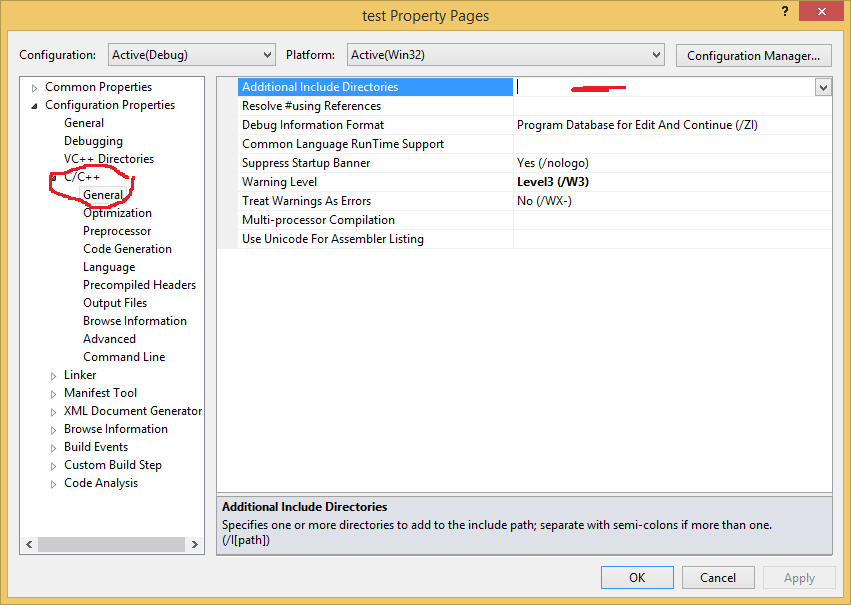 test Property Pages
?
Configuration: Active(Debug) Platform: Active(Win32) Configuration Manager...
Common Properties
Configuration Properties
General
Debugging
VC++ Directories
C/C++
General
Optimization
Preprocessor
Code Generation
Language
Precompiled Headers
Output Files
Browse Information
Advanced
Command Line
Linker
Manifest Tool
XML Document Generator
Browse Information
Build Events
Custom Build Step
Code Analysis
Additional Include Directories
Resolve #using References
Debug Information Format Program Database for Edit And Continue (/ZI)
Common Language RunTime Support
Suppress Startup Banner Yes (/nologo)
Warning Level Level3 (/W3)
Treat Warnings As Errors No (/WX-)
Multi-processor Compilation
Use Unicode For Assembler Listing
Additional Include Directories
Specifies one or more directories to add to the include path; separate with semi-colons if more than one.
(/I[path])
OK Cancel Apply